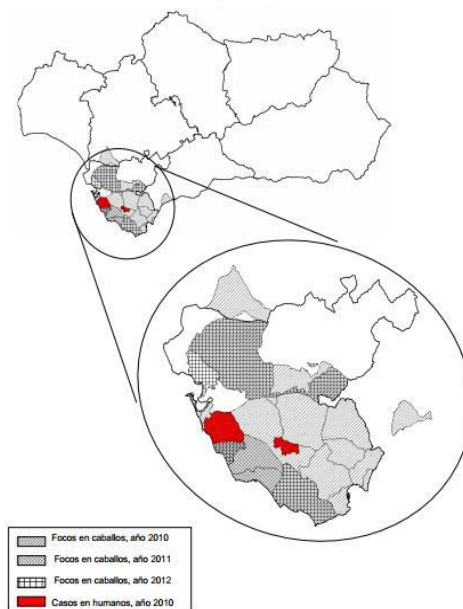 Focos en caballos, año 2010
Focos en caballos, año 2011
Focos en caballos, año 2012
Casos en humanos, año 2010